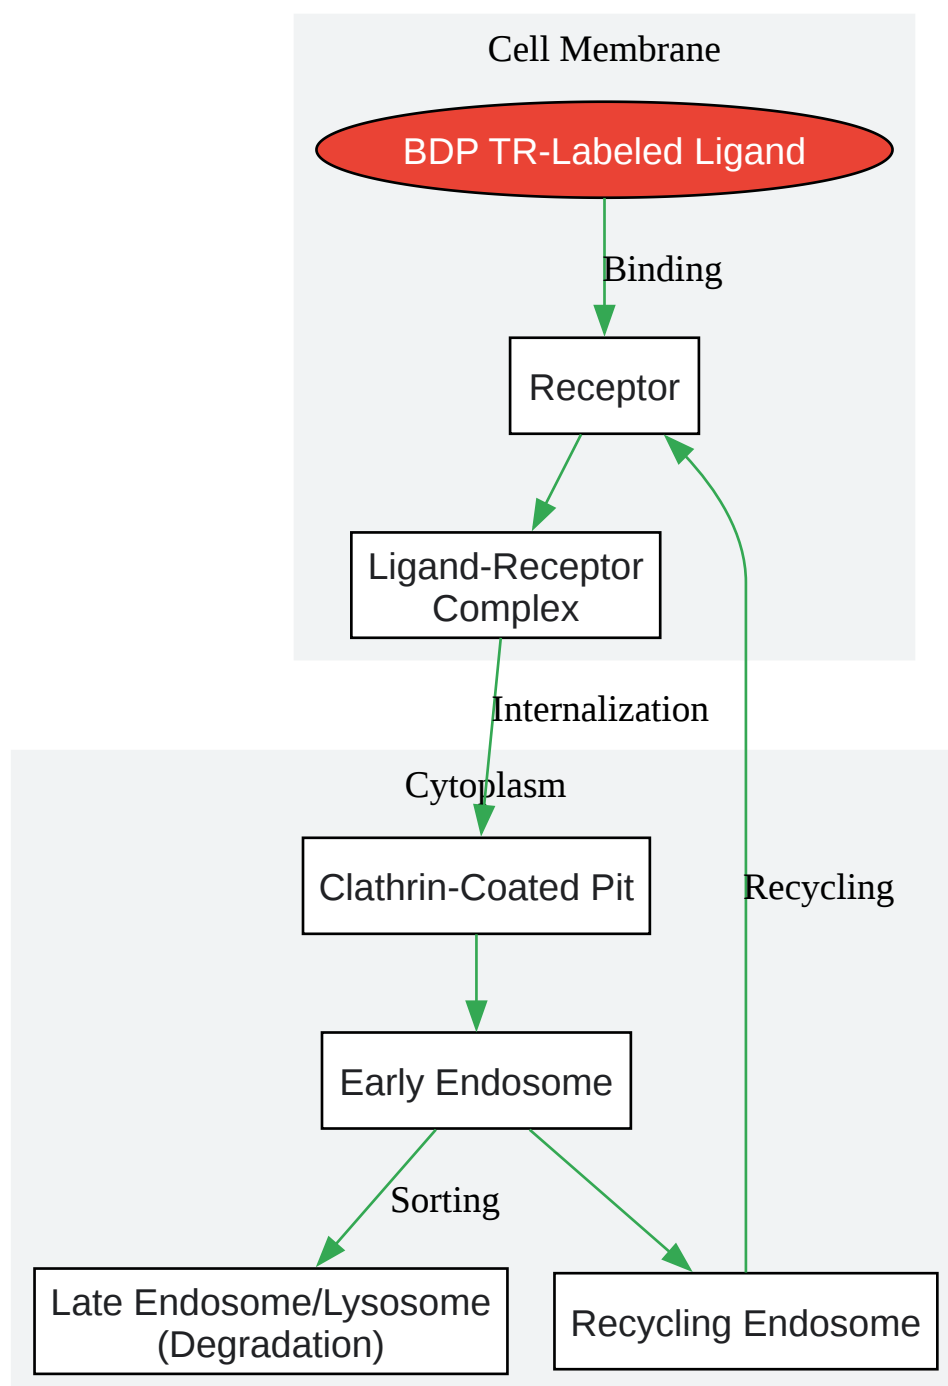 Cell Membrane
BDP TR-Labeled Ligand
Binding
Receptor
Ligand-Receptor
Complex
Internalization
Cytoplasm
Clathrin-Coated Pit
Recycling
Early Endosome
Sorting
Late Endosome/Lysosome
(Degradation)
Recycling Endosome